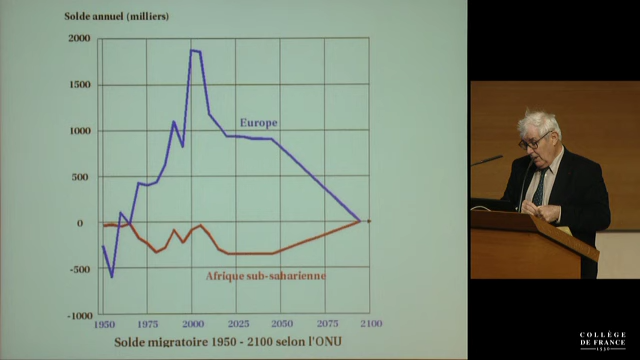 Solde annuel (milliers)
2000
1500
1000
500
0
-500
-1000
Europe
Afrique sub-saharienne
1950 1975 2000 2025 2050 2075 2100
Solde migratoire 1950 - 2100 selon l'ONU
COLLÈGE
DE FRANCE
1530